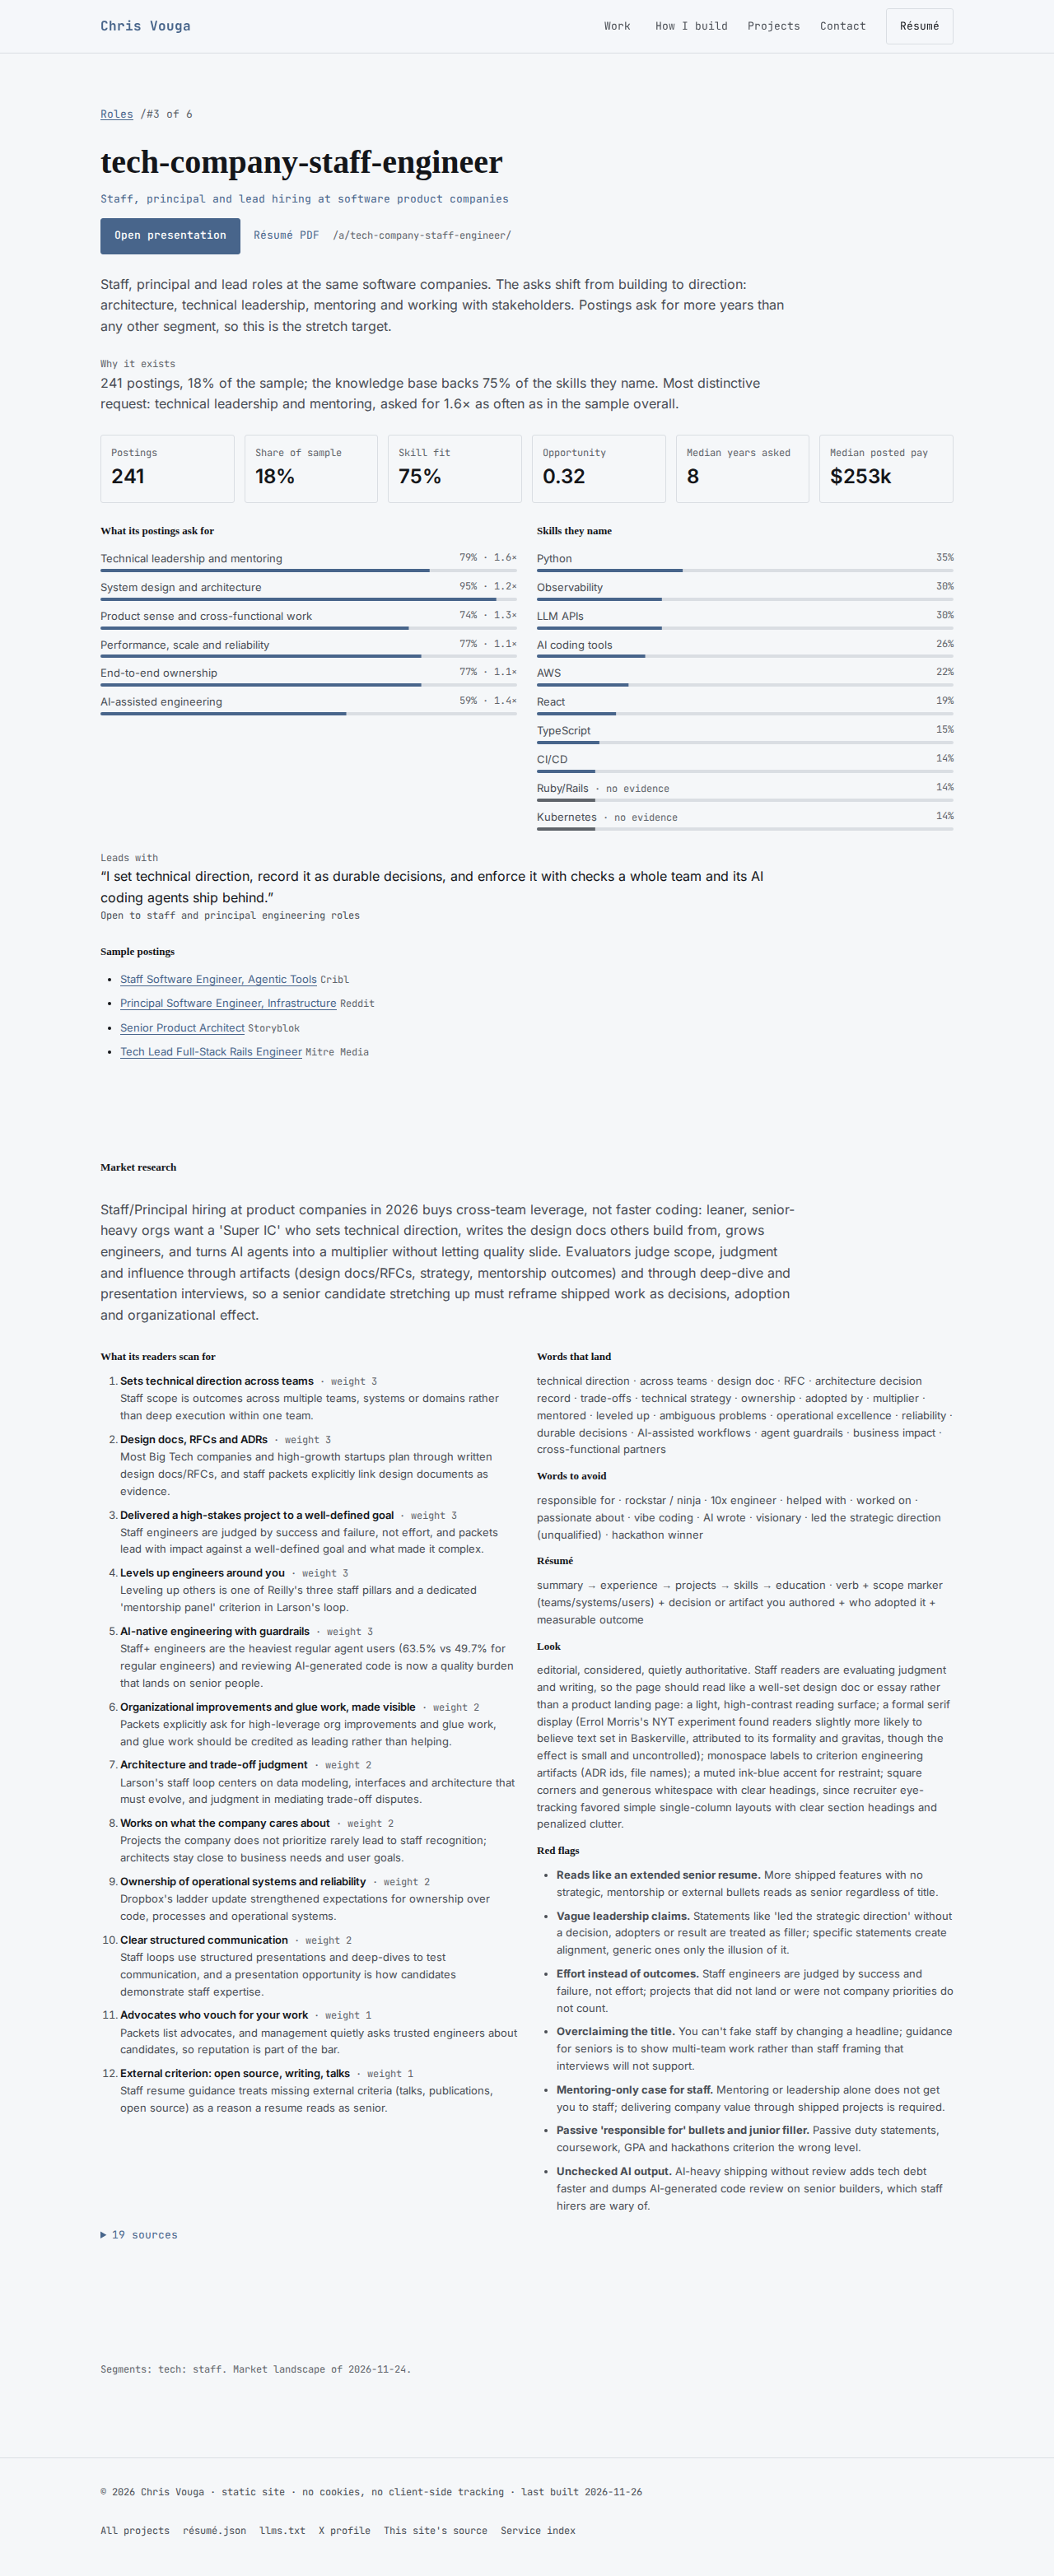 Chris Vouga
Work How I build Projects Contact Résumé
Roles /#3 of 6
tech-company-staff-engineer
Staff, principal and lead hiring at software product companies
Open presentation Résumé PDF /a/tech-company-staff-engineer/
Staff, principal and lead roles at the same software companies. The asks shift from building to direction:
architecture, technical leadership, mentoring and working with stakeholders. Postings ask for more years than
any other segment, so this is the stretch target.
Why it exists
241 postings, 18% of the sample; the knowledge base backs 75% of the skills they name. Most distinctive
request: technical leadership and mentoring, asked for 1.6× as often as in the sample overall.
Postings
241
Share of sample
18%
Skill fit
75%
Opportunity
0.32
Median years asked
8
Median posted pay
$253k
What its postings ask for
Technical leadership and mentoring 79% · 1.6×
System design and architecture 95% · 1.2×
Product sense and cross-functional work 74% · 1.3×
Performance, scale and reliability 77% · 1.1×
End-to-end ownership 77% · 1.1×
AI-assisted engineering 59% · 1.4×
Skills they name
Python 35%
Observability 30%
LLM APIs 30%
AI coding tools 26%
AWS 22%
React 19%
TypeScript 15%
CI/CD 14%
Ruby/Rails · no evidence 14%
Kubernetes · no evidence 14%
Leads with
“I set technical direction, record it as durable decisions, and enforce it with checks a whole team and its AI
coding agents ship behind.”
Open to staff and principal engineering roles
Sample postings
• Staff Software Engineer, Agentic Tools Cribl
• Principal Software Engineer, Infrastructure Reddit
• Senior Product Architect Storyblok
• Tech Lead Full-Stack Rails Engineer Mitre Media
Market research
Staff/Principal hiring at product companies in 2026 buys cross-team leverage, not faster coding: leaner, senior-
heavy orgs want a 'Super IC' who sets technical direction, writes the design docs others build from, grows
engineers, and turns AI agents into a multiplier without letting quality slide. Evaluators judge scope, judgment
and influence through artifacts (design docs/RFCs, strategy, mentorship outcomes) and through deep-dive and
presentation interviews, so a senior candidate stretching up must reframe shipped work as decisions, adoption
and organizational effect.
What its readers scan for
1. Sets technical direction across teams · weight 3
Staff scope is outcomes across multiple teams, systems or domains rather
than deep execution within one team.
2. Design docs, RFCs and ADRs · weight 3
Most Big Tech companies and high-growth startups plan through written
design docs/RFCs, and staff packets explicitly link design documents as
evidence.
3. Delivered a high-stakes project to a well-defined goal · weight 3
Staff engineers are judged by success and failure, not effort, and packets
lead with impact against a well-defined goal and what made it complex.
4. Levels up engineers around you · weight 3
Leveling up others is one of Reilly's three staff pillars and a dedicated
'mentorship panel' criterion in Larson's loop.
5. AI-native engineering with guardrails · weight 3
Staff+ engineers are the heaviest regular agent users (63.5% vs 49.7% for
regular engineers) and reviewing AI-generated code is now a quality burden
that lands on senior people.
6. Organizational improvements and glue work, made visible · weight 2
Packets explicitly ask for high-leverage org improvements and glue work,
and glue work should be credited as leading rather than helping.
7. Architecture and trade-off judgment · weight 2
Larson's staff loop centers on data modeling, interfaces and architecture that
must evolve, and judgment in mediating trade-off disputes.
8. Works on what the company cares about · weight 2
Projects the company does not prioritize rarely lead to staff recognition;
architects stay close to business needs and user goals.
9. Ownership of operational systems and reliability · weight 2
Dropbox's ladder update strengthened expectations for ownership over
code, processes and operational systems.
10. Clear structured communication · weight 2
Staff loops use structured presentations and deep-dives to test
communication, and a presentation opportunity is how candidates
demonstrate staff expertise.
11. Advocates who vouch for your work · weight 1
Packets list advocates, and management quietly asks trusted engineers about
candidates, so reputation is part of the bar.
12. External criterion: open source, writing, talks · weight 1
Staff resume guidance treats missing external criteria (talks, publications,
open source) as a reason a resume reads as senior.
Words that land
technical direction · across teams · design doc · RFC · architecture decision
record · trade-offs · technical strategy · ownership · adopted by · multiplier ·
mentored · leveled up · ambiguous problems · operational excellence · reliability ·
durable decisions · AI-assisted workflows · agent guardrails · business impact ·
cross-functional partners
Words to avoid
responsible for · rockstar / ninja · 10x engineer · helped with · worked on ·
passionate about · vibe coding · AI wrote · visionary · led the strategic direction
(unqualified) · hackathon winner
Résumé
summary → experience → projects → skills → education · verb + scope marker
(teams/systems/users) + decision or artifact you authored + who adopted it +
measurable outcome
Look
editorial, considered, quietly authoritative. Staff readers are evaluating judgment
and writing, so the page should read like a well-set design doc or essay rather
than a product landing page: a light, high-contrast reading surface; a formal serif
display (Errol Morris's NYT experiment found readers slightly more likely to
believe text set in Baskerville, attributed to its formality and gravitas, though the
effect is small and uncontrolled); monospace labels to criterion engineering
artifacts (ADR ids, file names); a muted ink-blue accent for restraint; square
corners and generous whitespace with clear headings, since recruiter eye-
tracking favored simple single-column layouts with clear section headings and
penalized clutter.
Red flags
• Reads like an extended senior resume. More shipped features with no
strategic, mentorship or external bullets reads as senior regardless of title.
• Vague leadership claims. Statements like 'led the strategic direction' without
a decision, adopters or result are treated as filler; specific statements create
alignment, generic ones only the illusion of it.
• Effort instead of outcomes. Staff engineers are judged by success and
failure, not effort; projects that did not land or were not company priorities do
not count.
• Overclaiming the title. You can't fake staff by changing a headline; guidance
for seniors is to show multi-team work rather than staff framing that
interviews will not support.
• Mentoring-only case for staff. Mentoring or leadership alone does not get
you to staff; delivering company value through shipped projects is required.
• Passive 'responsible for' bullets and junior filler. Passive duty statements,
coursework, GPA and hackathons criterion the wrong level.
• Unchecked AI output. AI-heavy shipping without review adds tech debt
faster and dumps AI-generated code review on senior builders, which staff
hirers are wary of.
▶ 19 sources
Segments: tech: staff. Market landscape of 2026-11-24.
© 2026 Chris Vouga · static site · no cookies, no client-side tracking · last built 2026-11-26
All projects résumé.json llms.txt X profile This site's source Service index